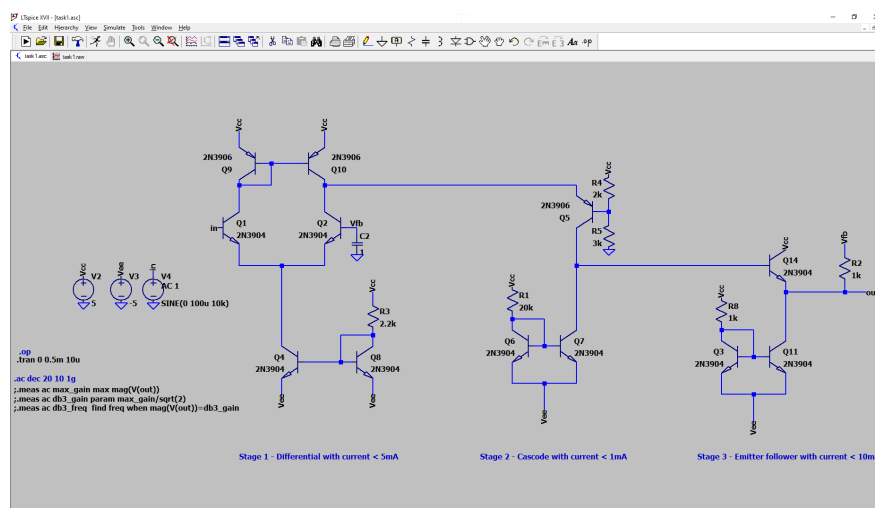 LTspice XVII - [task1.asc]
File Edit Hierarchy View Simulate Tools Window Help
task1.asc task1.raw
Vcc
Vcc
2N3906
Q9
2N3906
Q10
in
Q1
2N3904
Q2
2N3904
Vfb
C2
1
Vcc
R3
2.2k
Q4
2N3904
Q8
2N3904
Vee
Vee
Vcc
V2
5
Vee
V3
-5
in
V4
AC 1
SINE(0 100u 10k)
.op
.tran 0 0.5m 10u
.ac dec 20 10 1g
;.meas ac max_gain max mag(V(out))
;.meas ac db3_gain param max_gain/sqrt(2)
;.meas ac db3_freq find freq when mag(V(out))=db3_gain
Vcc
R4
2k
2N3906
Q5
R5
3k
Vcc
R1
20k
Q6
2N3904
Q7
2N3904
Vee
Vcc
Q14
2N3904
Vfb
R2
1k
ou
Vcc
R8
1k
Q3
2N3904
Q11
2N3904
Vee
Stage 1 - Differential with current < 5mA
Stage 2 - Cascode with current < 1mA
Stage 3 - Emitter follower with current < 10m